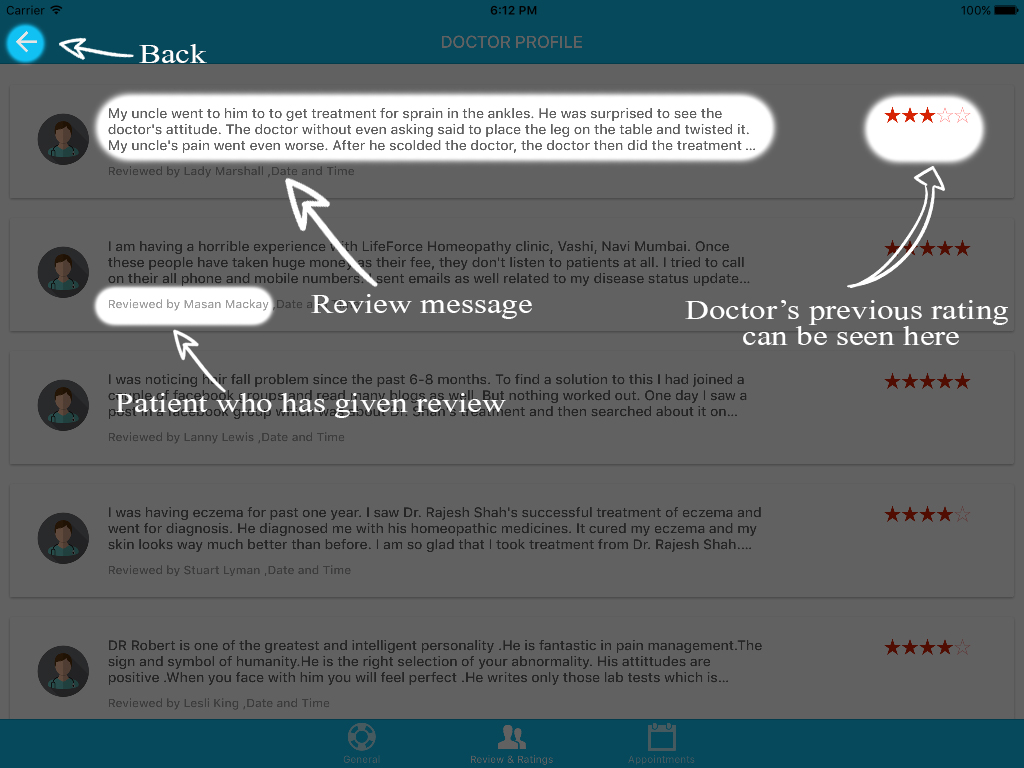 Carrier 6:12 PM 100%
Back
DOCTOR PROFILE
My uncle went to him to to get treatment for sprain in the ankles. He was surprised to see the
doctor's attitude. The doctor without even asking said to place the leg on the table and twisted it.
My uncle's pain went even worse. After he scolded the doctor, the doctor then did the treatment ...
Reviewed by Lady Marshall ,Date and Time
I am having a horrible experience with LifeForce Homeopathy clinic, Vashi, Navi Mumbai. Once
these people have taken huge money as their fee, they don't listen to patients at all. I tried to call
on their all phone and mobile numbers. I sent emails as well related to my disease status update...
Reviewed by Masan Mackay ,Date
Review message
Doctor's previous rating
can be seen here
I was noticing hair fall problem since the past 6-8 months. To find a solution to this I had joined a
couple of facebook groups and read many blogs as well. But nothing worked out. One day I saw a
post in a facebook group which was about Dr. Shah's treatment and then searched about it on...
Patient who has given review
Reviewed by Lanny Lewis ,Date and Time
I was having eczema for past one year. I saw Dr. Rajesh Shah's successful treatment of eczema and
went for diagnosis. He diagnosed me with his homeopathic medicines. It cured my eczema and my
skin looks way much better than before. I am so glad that I took treatment from Dr. Rajesh Shah....
Reviewed by Stuart Lyman ,Date and Time
DR Robert is one of the greatest and intelligent personality .He is fantastic in pain management.The
sign and symbol of humanity.He is the right selection of your abnormality. His attittudes are
positive .When you face with him you will feel perfect .He writes only those lab tests which is...
Reviewed by Lesli King ,Date and Time
General Review & Ratings Appointments